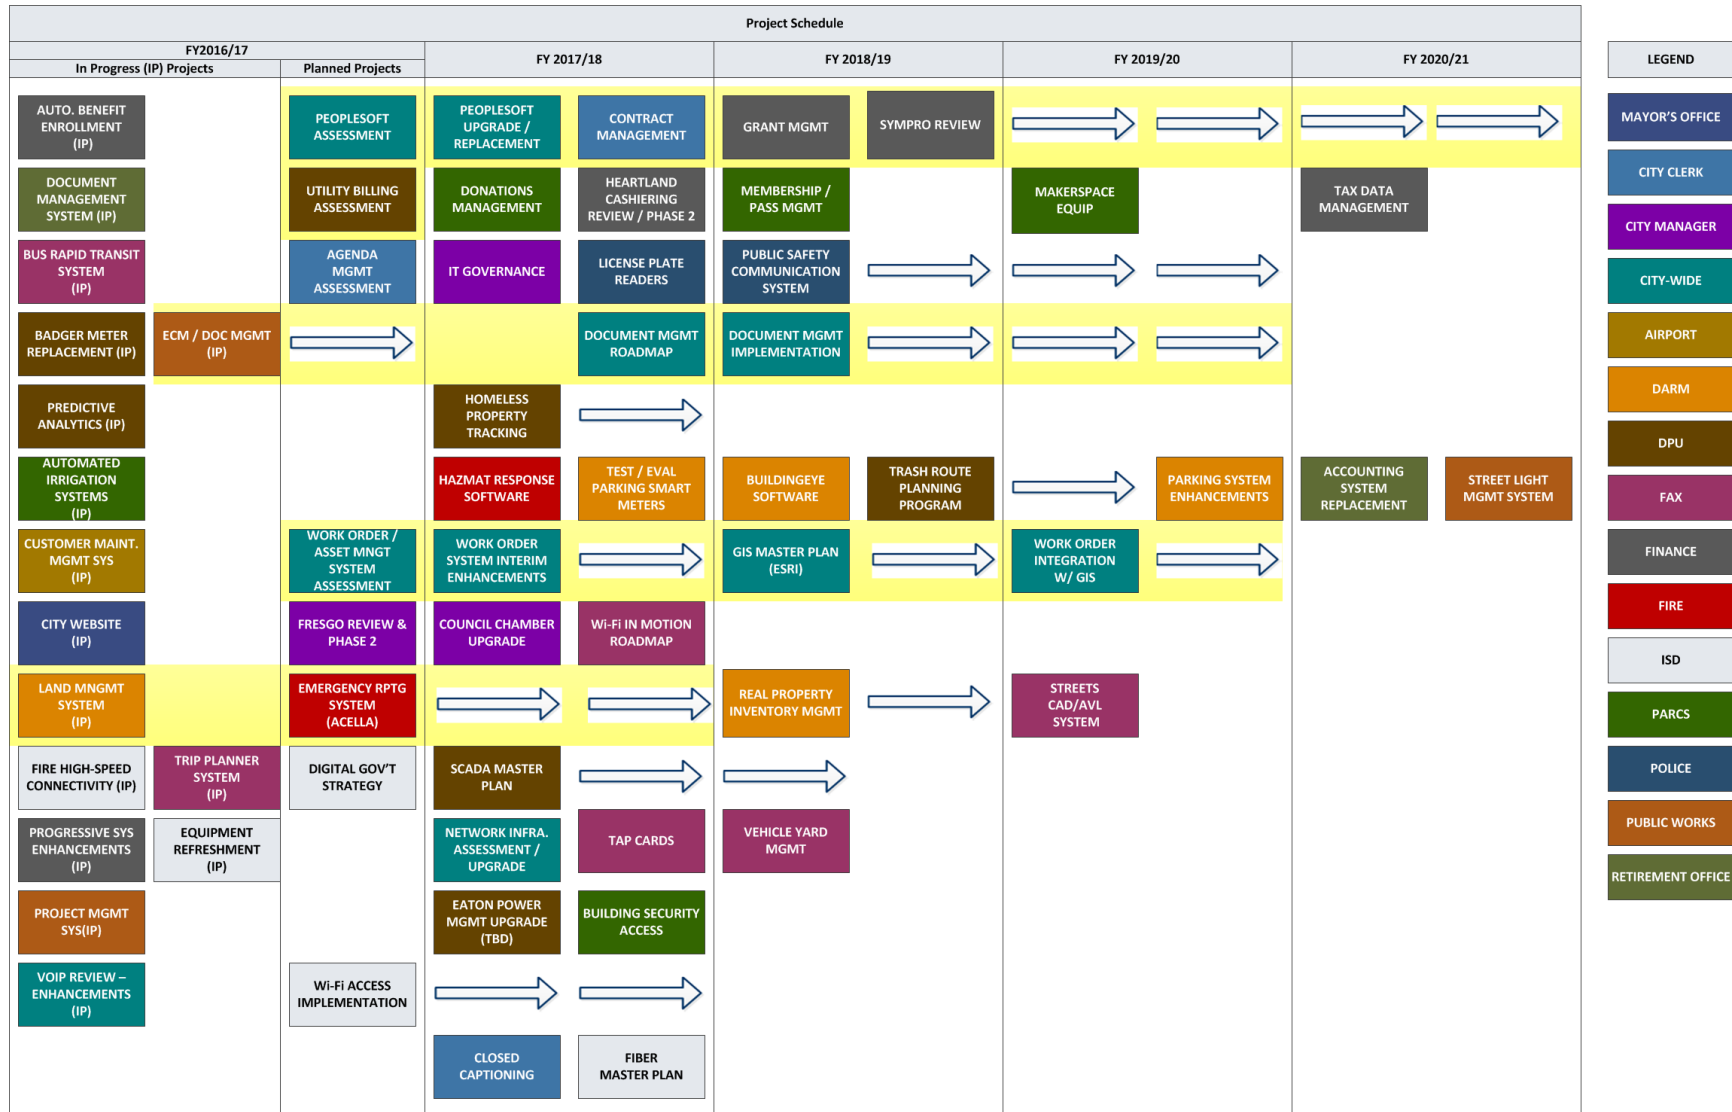 Project Schedule
FY2016/17
In Progress (IP) Projects
Planned Projects
FY 2017/18
FY 2018/19
FY 2019/20
FY 2020/21
LEGEND
AUTO. BENEFIT
ENROLLMENT
(IP)
PEOPLESOFT
ASSESSMENT
PEOPLESOFT
UPGRADE /
REPLACEMENT
CONTRACT
MANAGEMENT
GRANT MGMT
SYMPRO REVIEW
DOCUMENT
MANAGEMENT
SYSTEM (IP)
UTILITY BILLING
ASSESSMENT
DONATIONS
MANAGEMENT
HEARTLAND
CASHIERING
REVIEW / PHASE 2
MEMBERSHIP /
PASS MGMT
MAKERSPACE
EQUIP
TAX DATA
MANAGEMENT
BUS RAPID TRANSIT
SYSTEM
(IP)
AGENDA
MGMT
ASSESSMENT
IT GOVERNANCE
LICENSE PLATE
READERS
PUBLIC SAFETY
COMMUNICATION
SYSTEM
BADGER METER
REPLACEMENT (IP)
ECM / DOC MGMT
(IP)
DOCUMENT MGMT
ROADMAP
DOCUMENT MGMT
IMPLEMENTATION
PREDICTIVE
ANALYTICS (IP)
HOMELESS
PROPERTY
TRACKING
AUTOMATED
IRRIGATION
SYSTEMS
(IP)
HAZMAT RESPONSE
SOFTWARE
TEST / EVAL
PARKING SMART
METERS
BUILDINGEYE
SOFTWARE
TRASH ROUTE
PLANNING
PROGRAM
PARKING SYSTEM
ENHANCEMENTS
ACCOUNTING
SYSTEM
REPLACEMENT
STREET LIGHT
MGMT SYSTEM
CUSTOMER MAINT.
MGMT SYS
(IP)
WORK ORDER /
ASSET MNGT
SYSTEM
ASSESSMENT
WORK ORDER
SYSTEM INTERIM
ENHANCEMENTS
GIS MASTER PLAN
(ESRI)
WORK ORDER
INTEGRATION
W/ GIS
CITY WEBSITE
(IP)
FRESGO REVIEW &
PHASE 2
COUNCIL CHAMBER
UPGRADE
Wi-Fi IN MOTION
ROADMAP
LAND MNGMT
SYSTEM
(IP)
EMERGENCY RPTG
SYSTEM
(ACELLA)
REAL PROPERTY
INVENTORY MGMT
STREETS
CAD/AVL
SYSTEM
FIRE HIGH-SPEED
CONNECTIVITY (IP)
TRIP PLANNER
SYSTEM
(IP)
DIGITAL GOV'T
STRATEGY
SCADA MASTER
PLAN
PROGRESSIVE SYS
ENHANCEMENTS
(IP)
EQUIPMENT
REFRESHMENT
(IP)
NETWORK INFRA.
ASSESSMENT /
UPGRADE
TAP CARDS
VEHICLE YARD
MGMT
PROJECT MGMT
SYS(IP)
EATON POWER
MGMT UPGRADE
(TBD)
BUILDING SECURITY
ACCESS
VOIP REVIEW –
ENHANCEMENTS
(IP)
Wi-Fi ACCESS
IMPLEMENTATION
CLOSED
CAPTIONING
FIBER
MASTER PLAN
MAYOR'S OFFICE
CITY CLERK
CITY MANAGER
CITY-WIDE
AIRPORT
DARM
DPU
FAX
FINANCE
FIRE
ISD
PARCS
POLICE
PUBLIC WORKS
RETIREMENT OFFICE